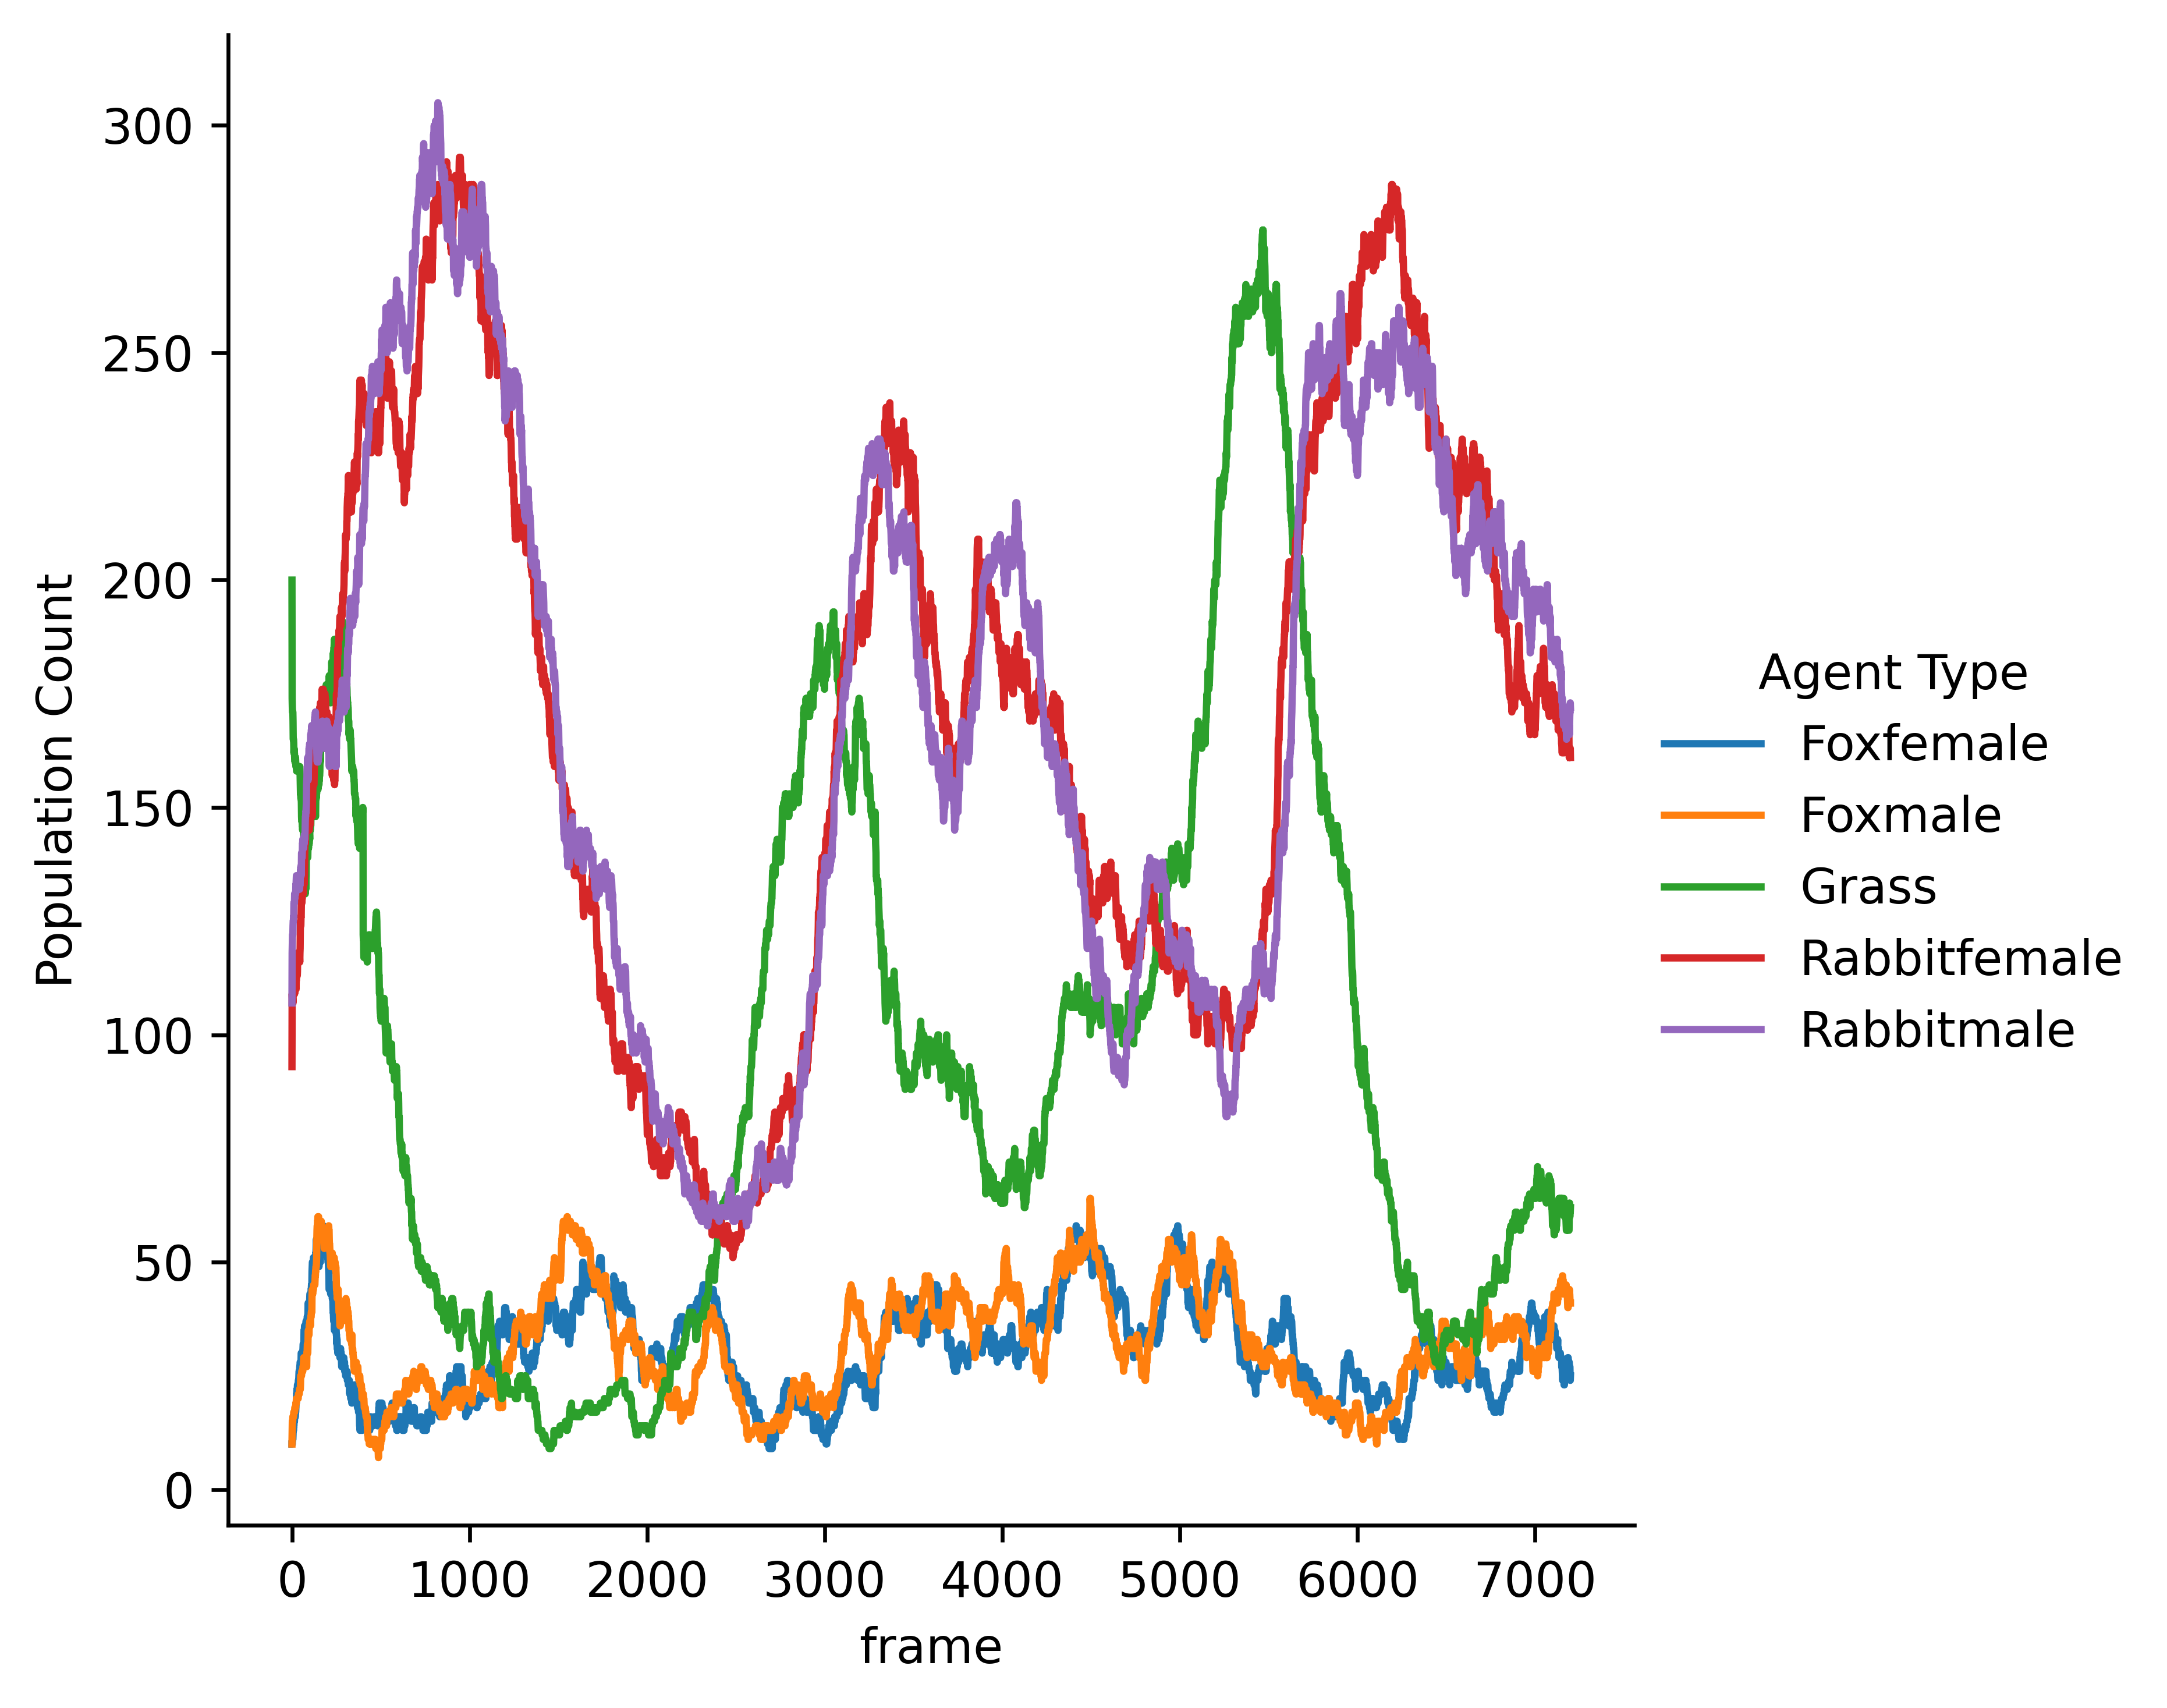 300
250
200
150
100
50
0
Population Count
0 1000 2000 3000 4000 5000 6000 7000
frame
Agent Type
Foxfemale
Foxmale
Grass
Rabbitfemale
Rabbitmale